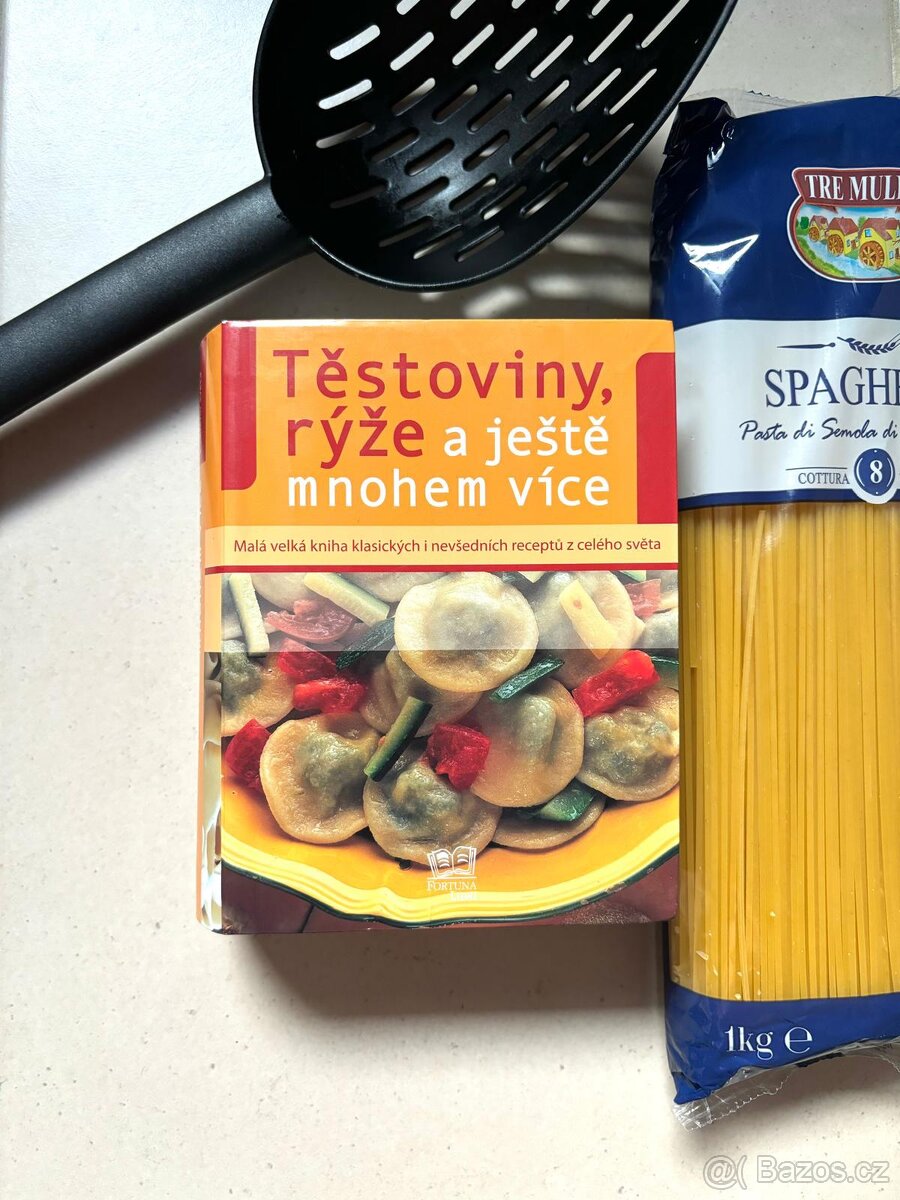 Těstoviny,
rýže a ještě
mnohem více
Malá velká kniha klasických i nevšedních receptů z celého světa
FORTUNA
TRE
SPAGHE
Pasta di Semola di
COTTURA 8
1kg e
@( Bazos.cz